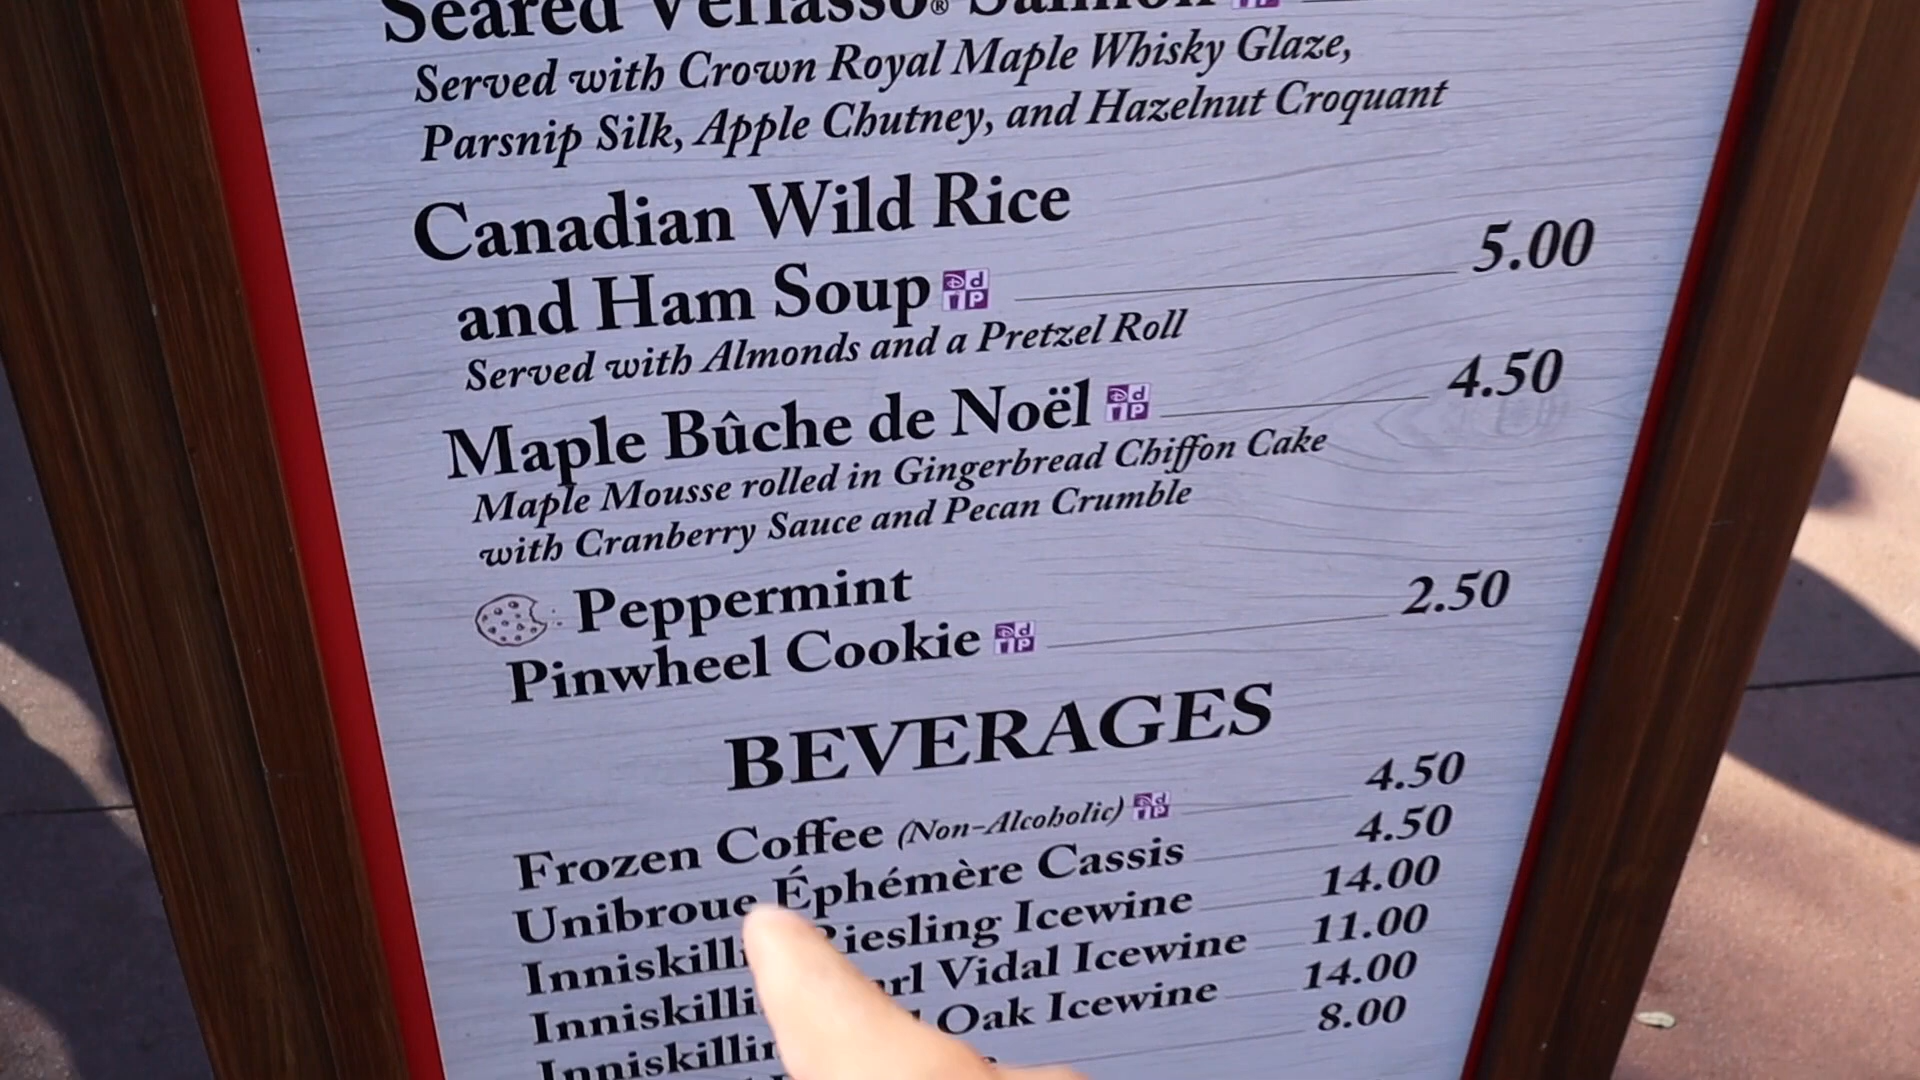 Seared Verlasso® Salmon
Served with Crown Royal Maple Whisky Glaze,
Parsnip Silk, Apple Chutney, and Hazelnut Croquant
Canadian Wild Rice
and Ham Soup 5.00
Served with Almonds and a Pretzel Roll
Maple Bûche de Noël 4.50
Maple Mousse rolled in Gingerbread Chiffon Cake
with Cranberry Sauce and Pecan Crumble
Peppermint
Pinwheel Cookie 2.50
BEVERAGES
Frozen Coffee (Non-Alcoholic) 4.50
Unibroue Éphémère Cassis 4.50
Riesling Icewine 14.00
Vidal Icewine 11.00
Oak Icewine 14.00
8.00